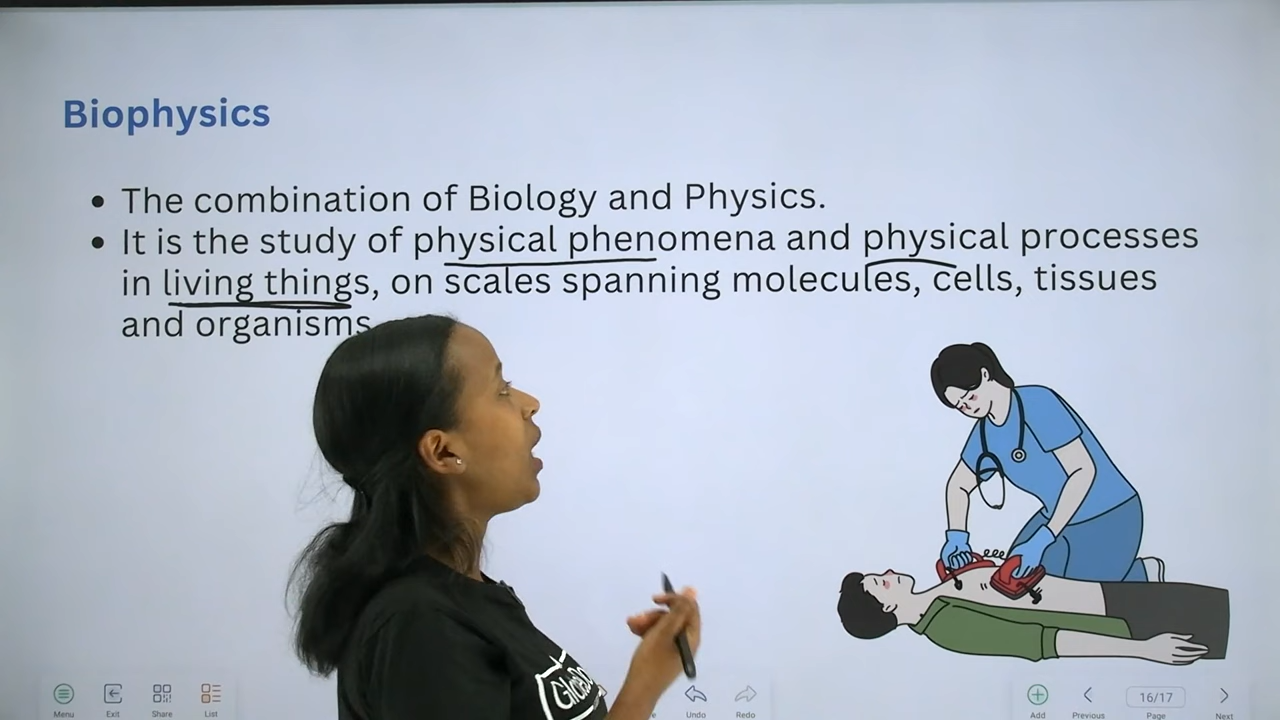 Biophysics
• The combination of Biology and Physics.
• It is the study of physical phenomena and physical processes
in living things, on scales spanning molecules, cells, tissues
and organisms
Menu
Exit
Share
List
Undo
Redo
Add
Previous
16/17
Page
Next